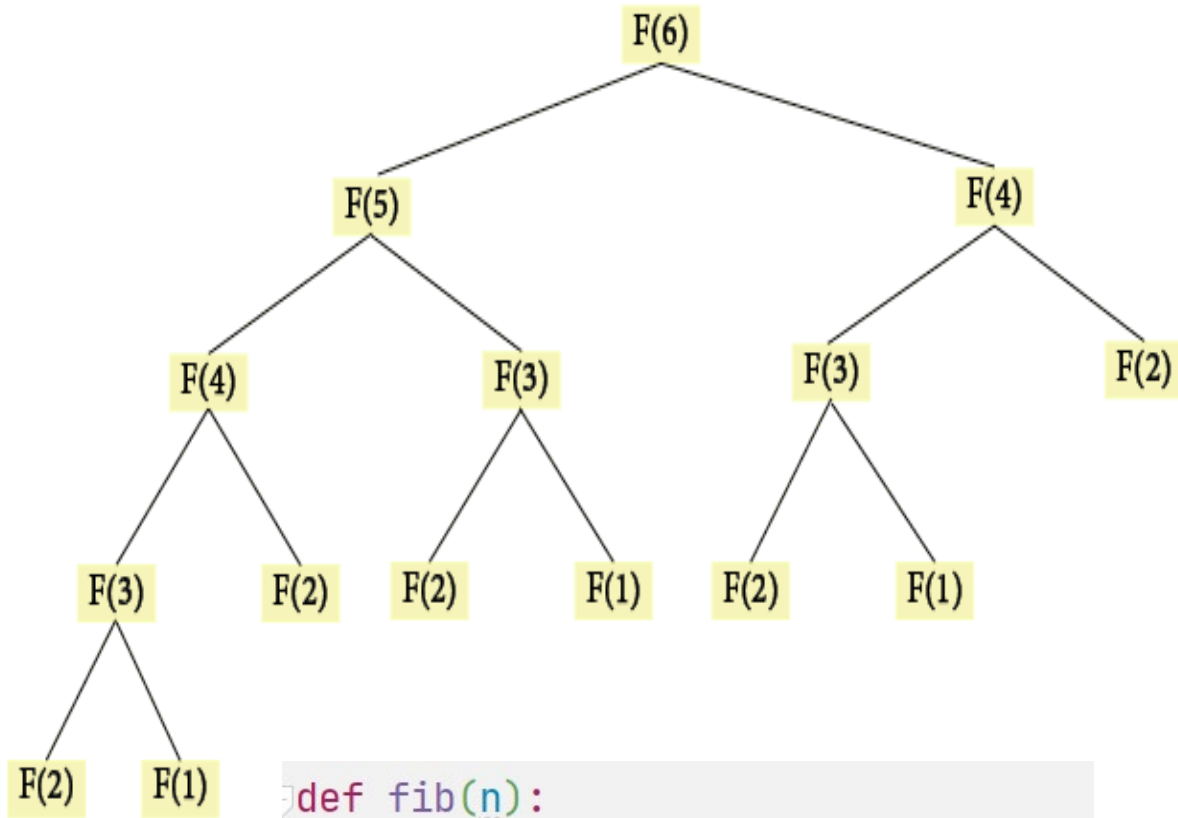 F(6)
F(5) F(4)
F(4) F(3) F(3) F(2)
F(3) F(2) F(2) F(1) F(2) F(1)
F(2) F(1)
def fib(n):